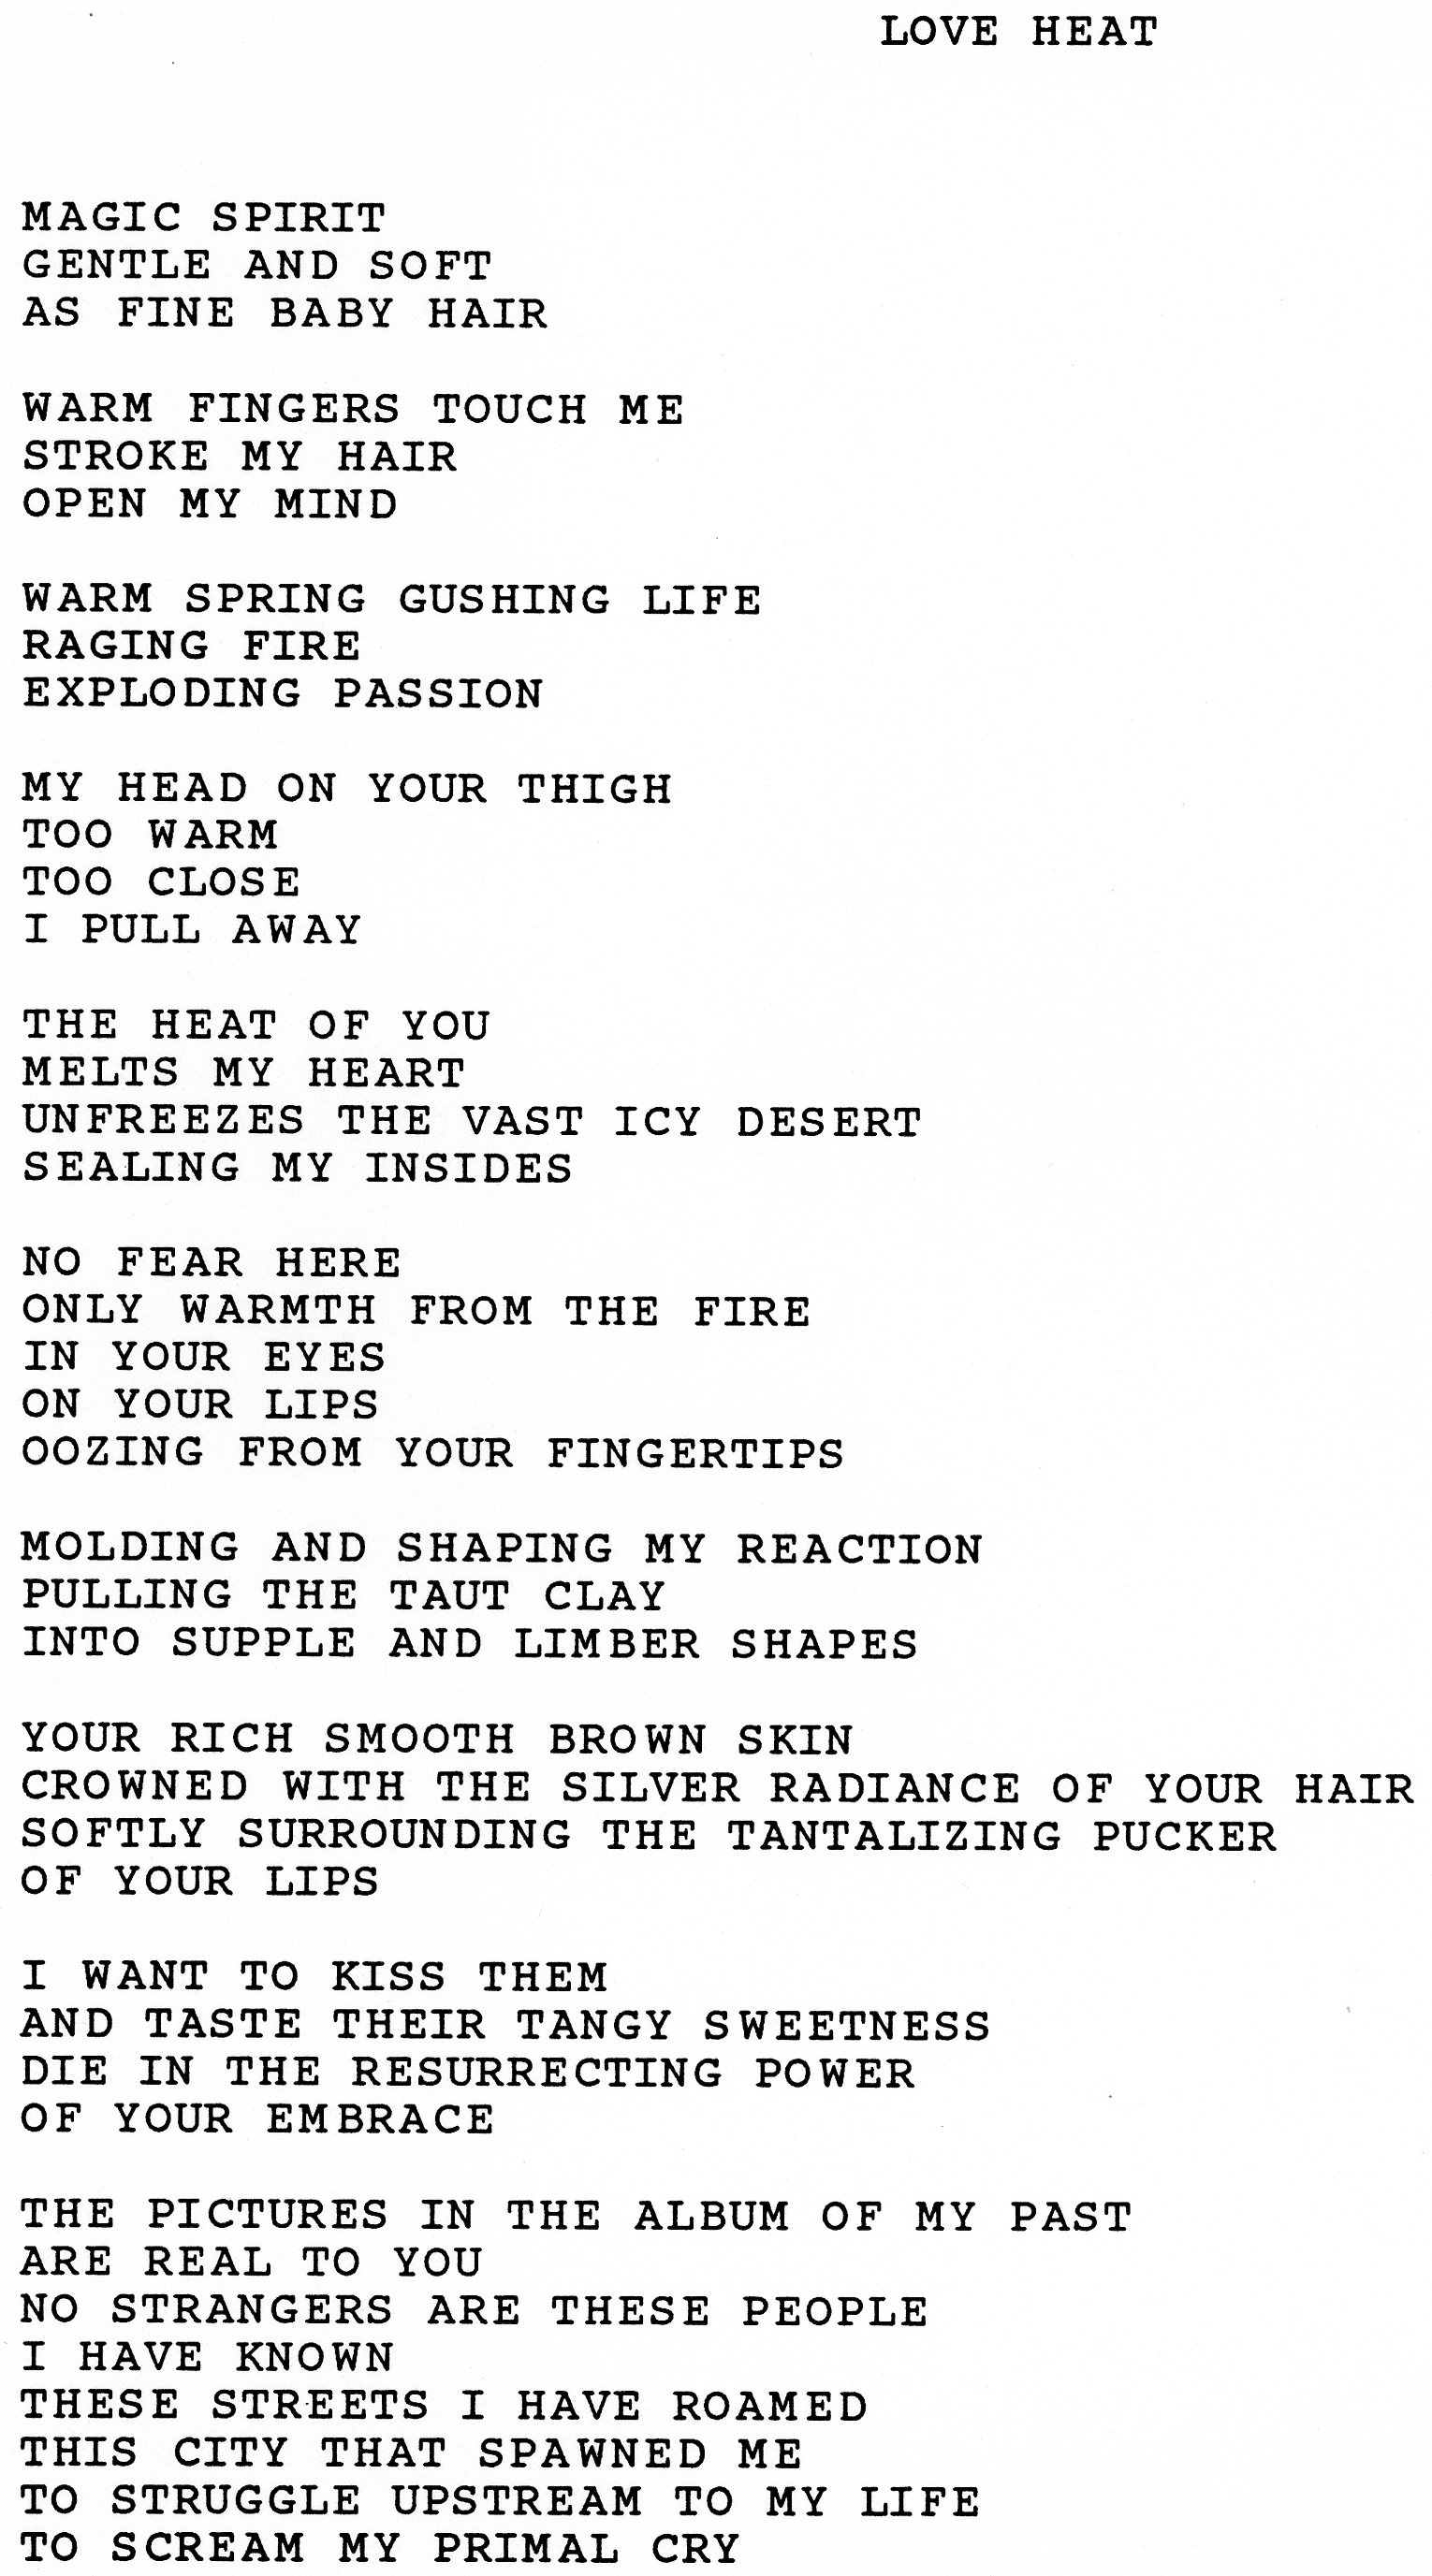 LOVE HEAT
MAGIC SPIRIT
GENTLE AND SOFT
AS FINE BABY HAIR
WARM FINGERS TOUCH ME
STROKE MY HAIR
OPEN MY MIND
WARM SPRING GUSHING LIFE
RAGING FIRE
EXPLODING PASSION
MY HEAD ON YOUR THIGH
TOO WARM
TOO CLOSE
I PULL AWAY
THE HEAT OF YOU
MELTS MY HEART
UNFREEZES THE VAST ICY DESERT
SEALING MY INSIDES
NO FEAR HERE
ONLY WARMTH FROM THE FIRE
IN YOUR EYES
ON YOUR LIPS
OOZING FROM YOUR FINGERTIPS
MOLDING AND SHAPING MY REACTION
PULLING THE TAUT CLAY
INTO SUPPLE AND LIMBER SHAPES
YOUR RICH SMOOTH BROWN SKIN
CROWNED WITH THE SILVER RADIANCE OF YOUR HAIR
SOFTLY SURROUNDING THE TANTALIZING PUCKER
OF YOUR LIPS
I WANT TO KISS THEM
AND TASTE THEIR TANGY SWEETNESS
DIE IN THE RESURRECTING POWER
OF YOUR EMBRACE
THE PICTURES IN THE ALBUM OF MY PAST
ARE REAL TO YOU
NO STRANGERS ARE THESE PEOPLE
I HAVE KNOWN
THESE STREETS I HAVE ROAMED
THIS CITY THAT SPAWNED ME
TO STRUGGLE UPSTREAM TO MY LIFE
TO SCREAM MY PRIMAL CRY